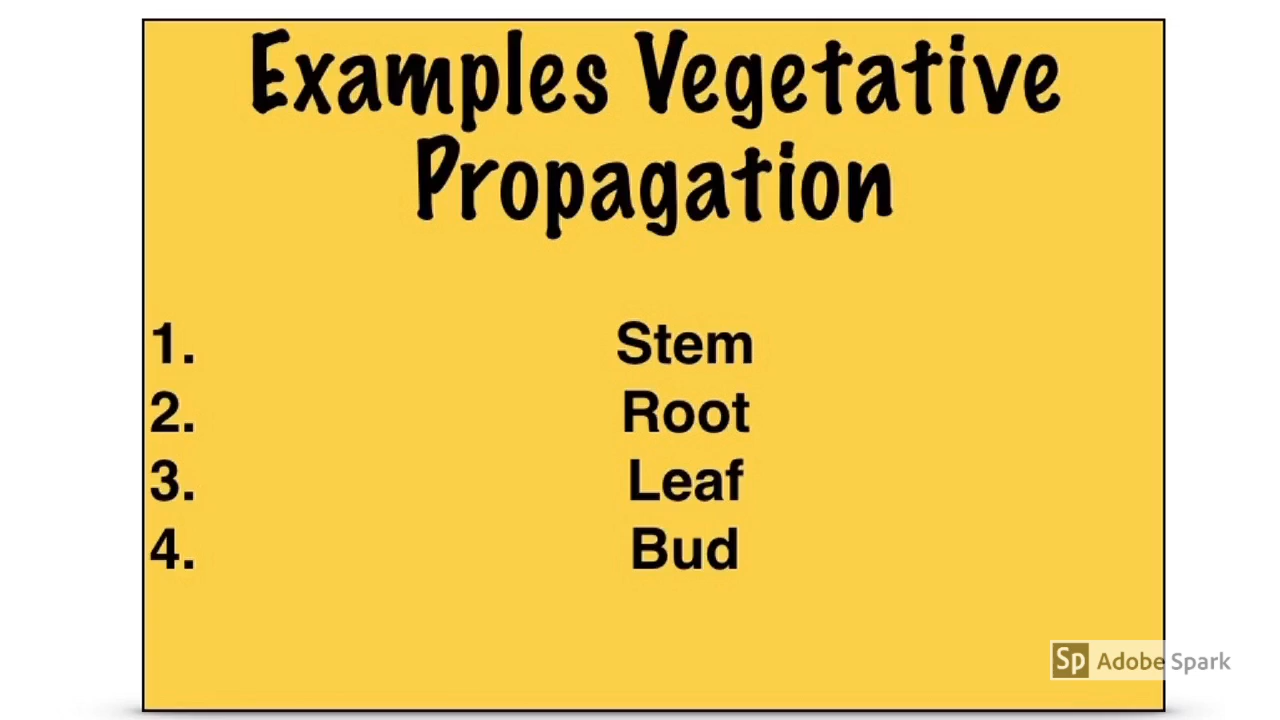 Examples Vegetative
Propagation
1. Stem
2. Root
3. Leaf
4. Bud
Sp Adobe Spark